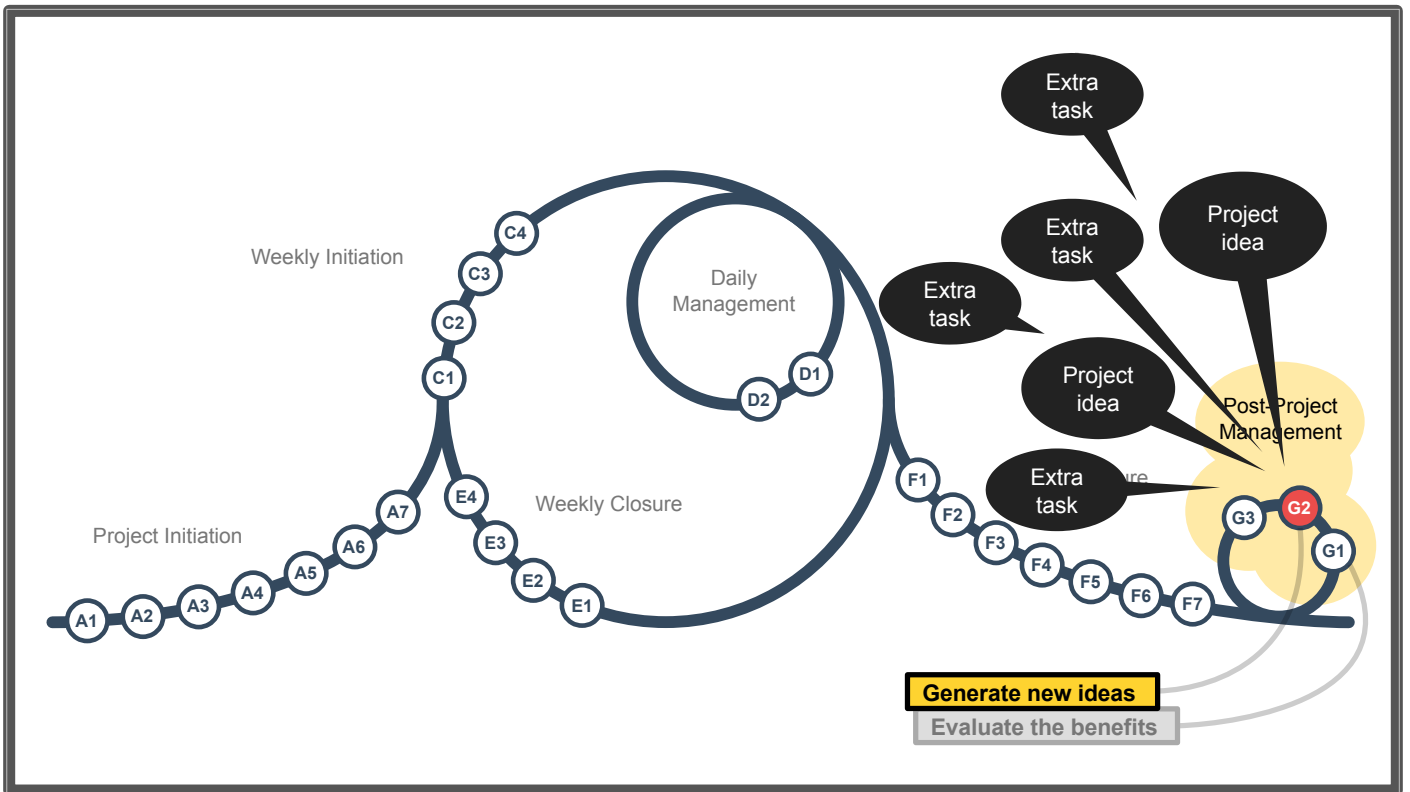 Extra
task
Extra
task
Project
idea
Extra
task
Project
idea
Extra
task
Weekly Initiation
Daily
Management
C4
C3
C2
C1
D1
D2
Post-Project
Management
ure
Weekly Closure
Project Initiation
E4
E3
E2
E1
A7
A6
A5
A4
A3
A2
A1
F1
F2
F3
F4
F5
F6
F7
G3
G2
G1
Generate new ideas
Evaluate the benefits